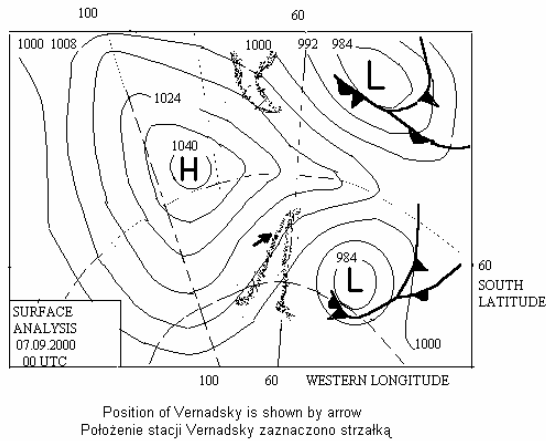 100 60
1000 1008 1000 992 984
L
1024
1040
H
984
L
60
SOUTH
LATITUDE
SURFACE
ANALYSIS
07.09.2000
00 UTC
1000
100 60 WESTERN LONGITUDE
Position of Vernadsky is shown by arrow
Położenie stacji Vernadsky zaznaczono strzałką